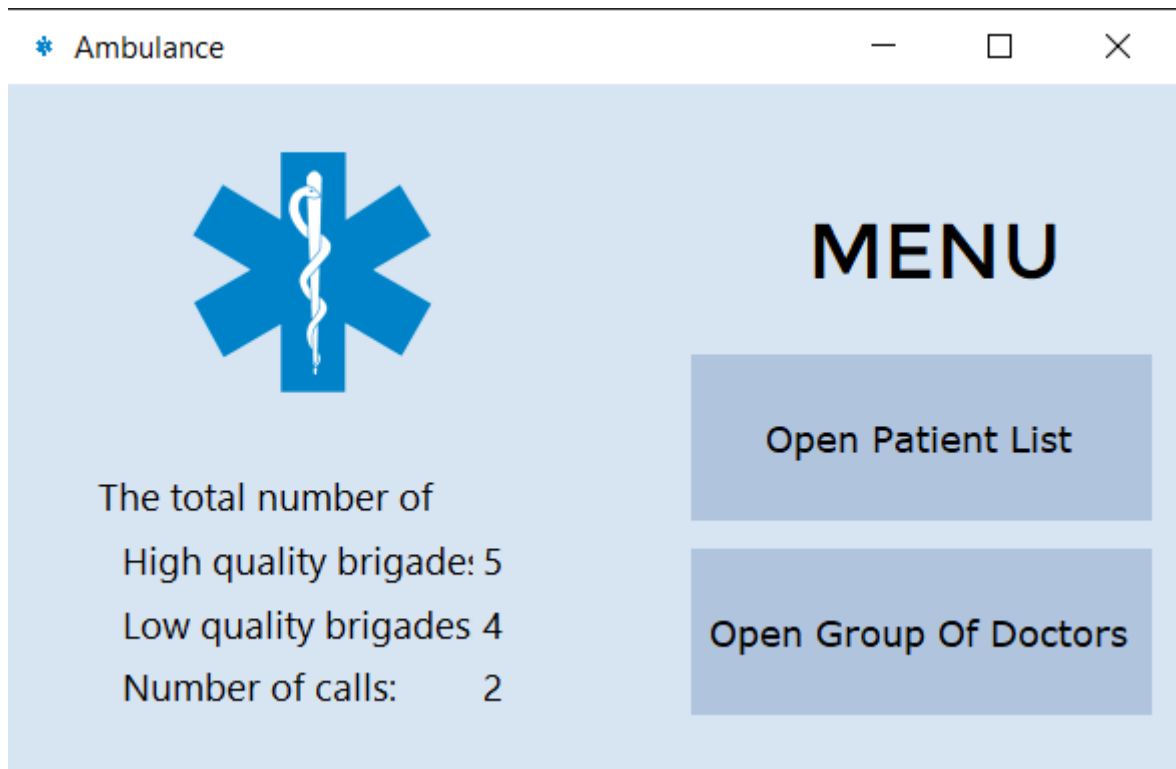 Ambulance
MENU
Open Patient List
Open Group Of Doctors
The total number of
High quality brigades 5
Low quality brigades 4
Number of calls: 2